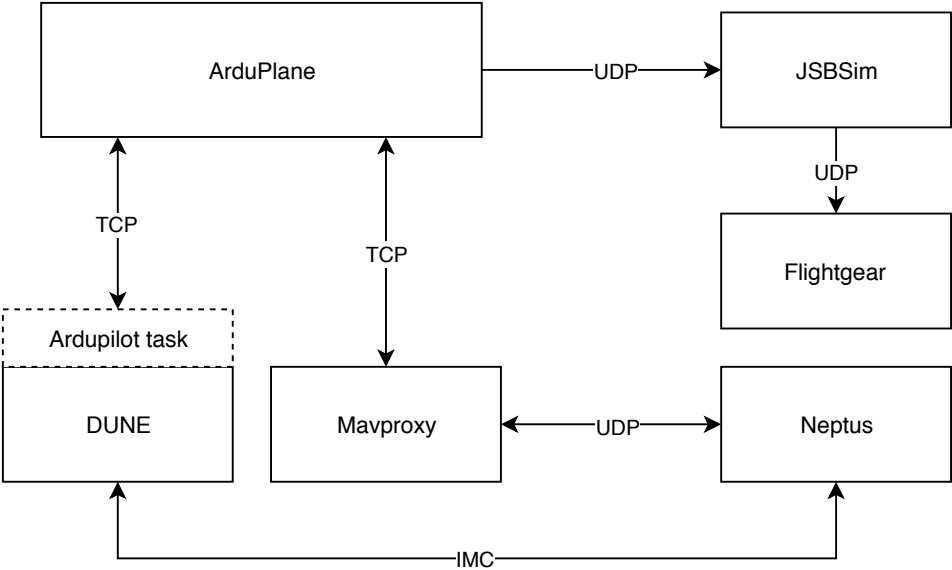 ArduPlane
UDP
JSBSim
UDP
TCP
TCP
Flightgear
Ardupilot task
DUNE
Mavproxy
UDP
Neptus
IMC